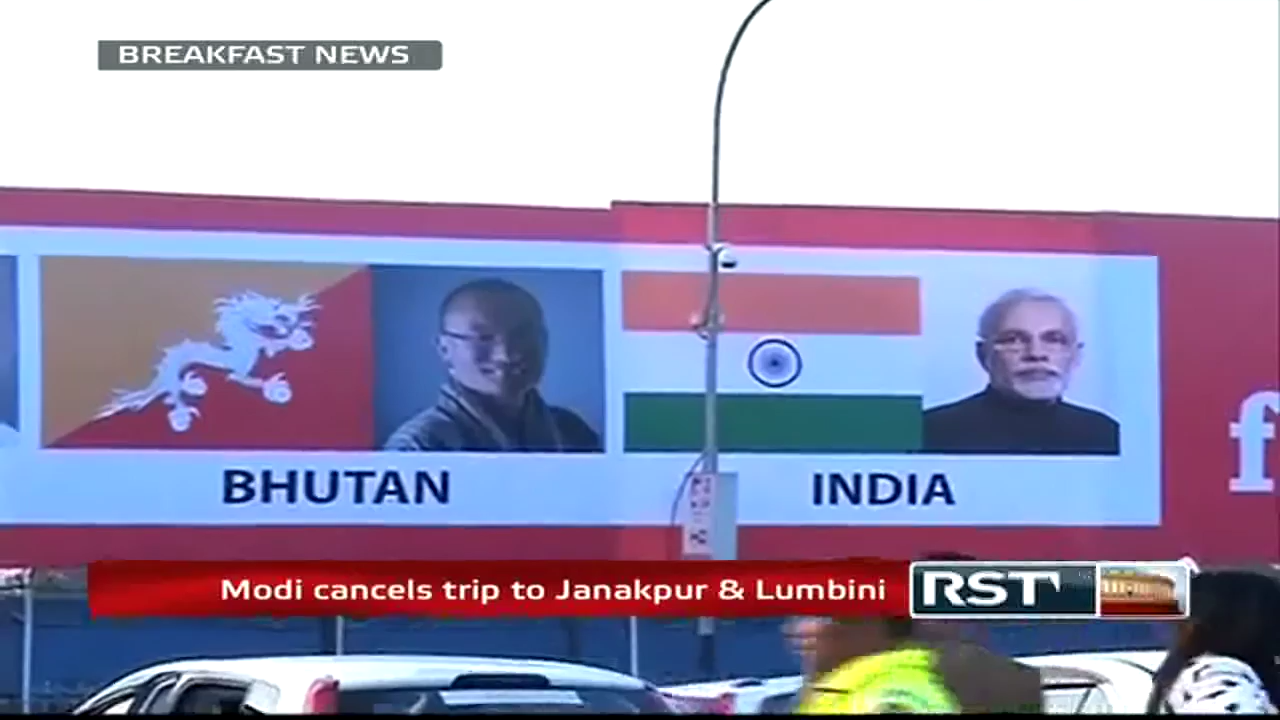 BREAKFAST NEWS
BHUTAN
INDIA
f
Modi cancels trip to Janakpur & Lumbini
RST